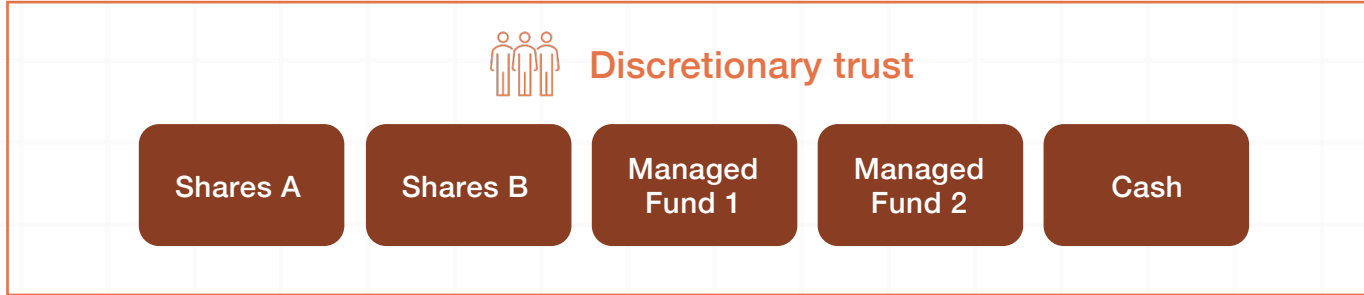 Discretionary trust
Shares A
Shares B
Managed
Fund 1
Managed
Fund 2
Cash